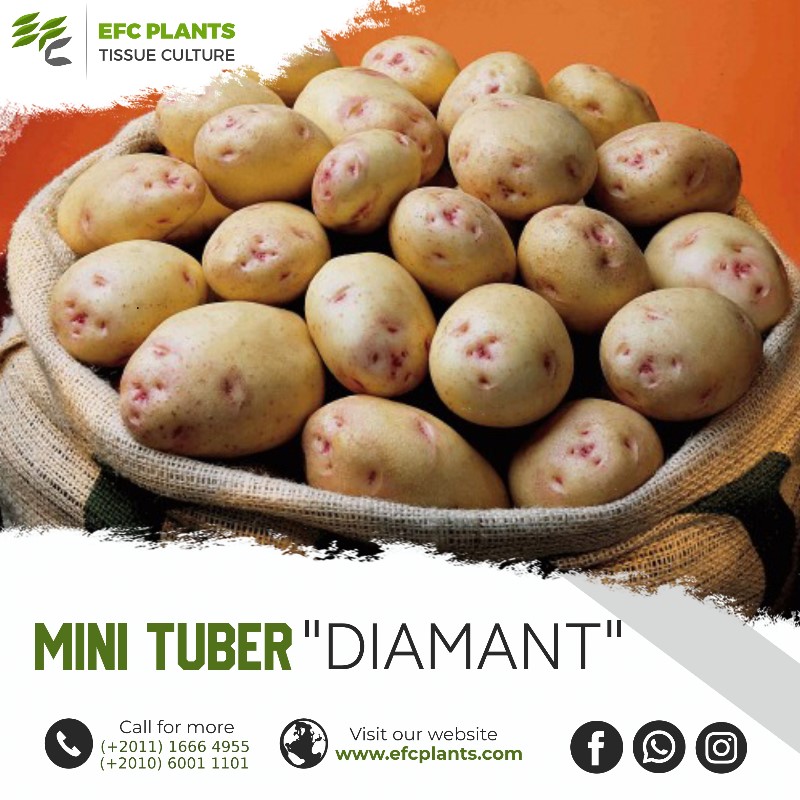 EFC PLANTS
TISSUE CULTURE
MINI TUBER "DIAMANT"
Call for more
(+2011) 1666 4955
(+2010) 6001 1101
Visit our website
www.efcplants.com